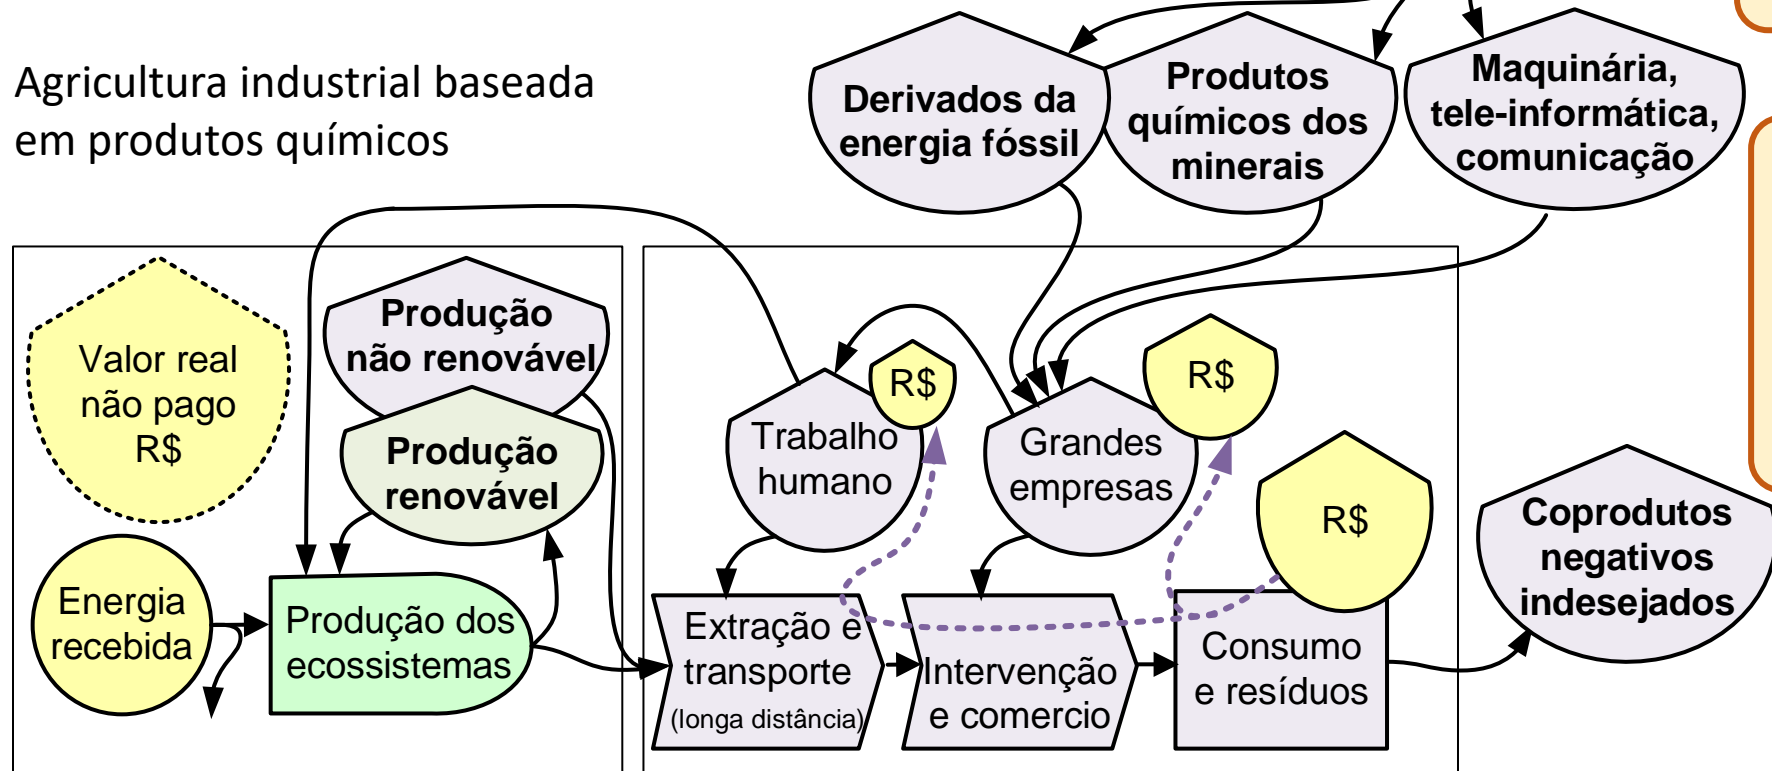 Agricultura industrial baseada
em produtos químicos
Derivados da
energia fóssil
Produtos
químicos dos
minerais
Maquinária,
tele-informática,
comunicação
Valor real
não pago
R$
Produção
não renovável
Produção
renovável
Energia
recebida
Produção dos
ecossistemas
Trabalho
humano
R$
Grandes
empresas
R$
R$
Extração e
transporte
(longa distância)
Intervenção
e comercio
Consumo
e resíduos
Coprodutos
negativos
indesejados